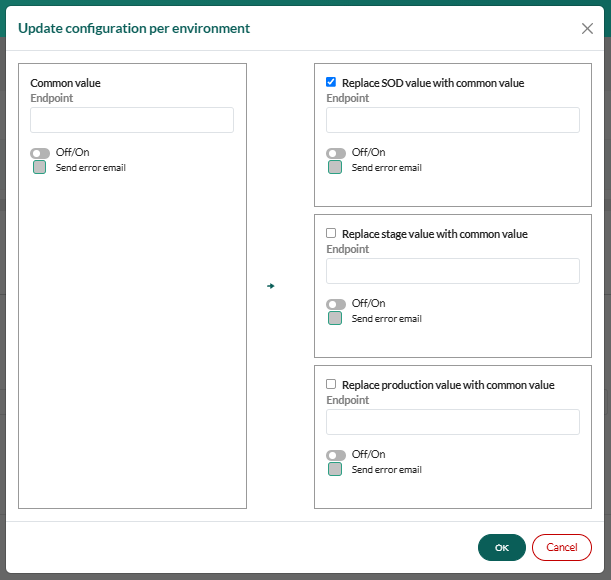 Update configuration per environment
Common value
Endpoint
Off/On
Send error email
Replace SOD value with common value
Endpoint
Off/On
Send error email
Replace stage value with common value
Endpoint
Off/On
Send error email
Replace production value with common value
Endpoint
Off/On
Send error email
OK
Cancel